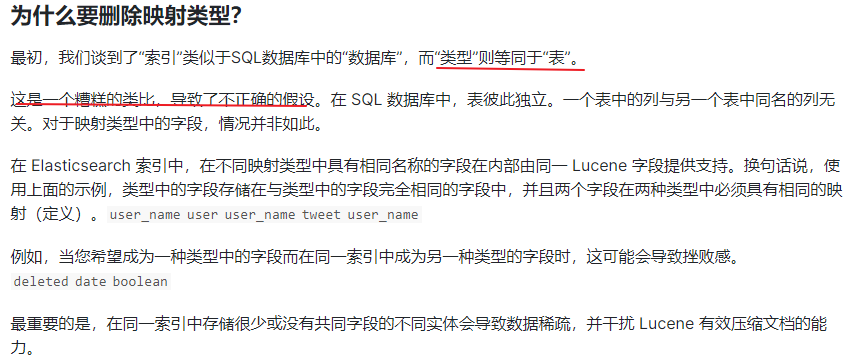 为什么要删除映射类型?
最初，我们谈到了“索引”类似于SQL数据库中的“数据库”，而“类型”则等同于“表”。
这是一个糟糕的类比，导致了不正确的假设。在 SQL 数据库中，表彼此独立。一个表中的列与另一个表中同名的列无
关。对于映射类型中的字段，情况并非如此。
在 Elasticsearch 索引中，在不同映射类型中具有相同名称的字段在内部由同一 Lucene 字段提供支持。换句话说，使
用上面的示例，类型中的字段存储在与类型中的字段完全相同的字段中，并且两个字段在两种类型中必须具有相同的映
射（定义）。user_name user user_name tweet user_name
例如，当您希望成为一种类型中的字段而在同一索引中成为另一种类型的字段时，这可能会导致挫败感。
deleted date boolean
最重要的是，在同一索引中存储很少或没有共同字段的不同实体会导致数据稀疏，并干扰 Lucene 有效压缩文档的能
力。